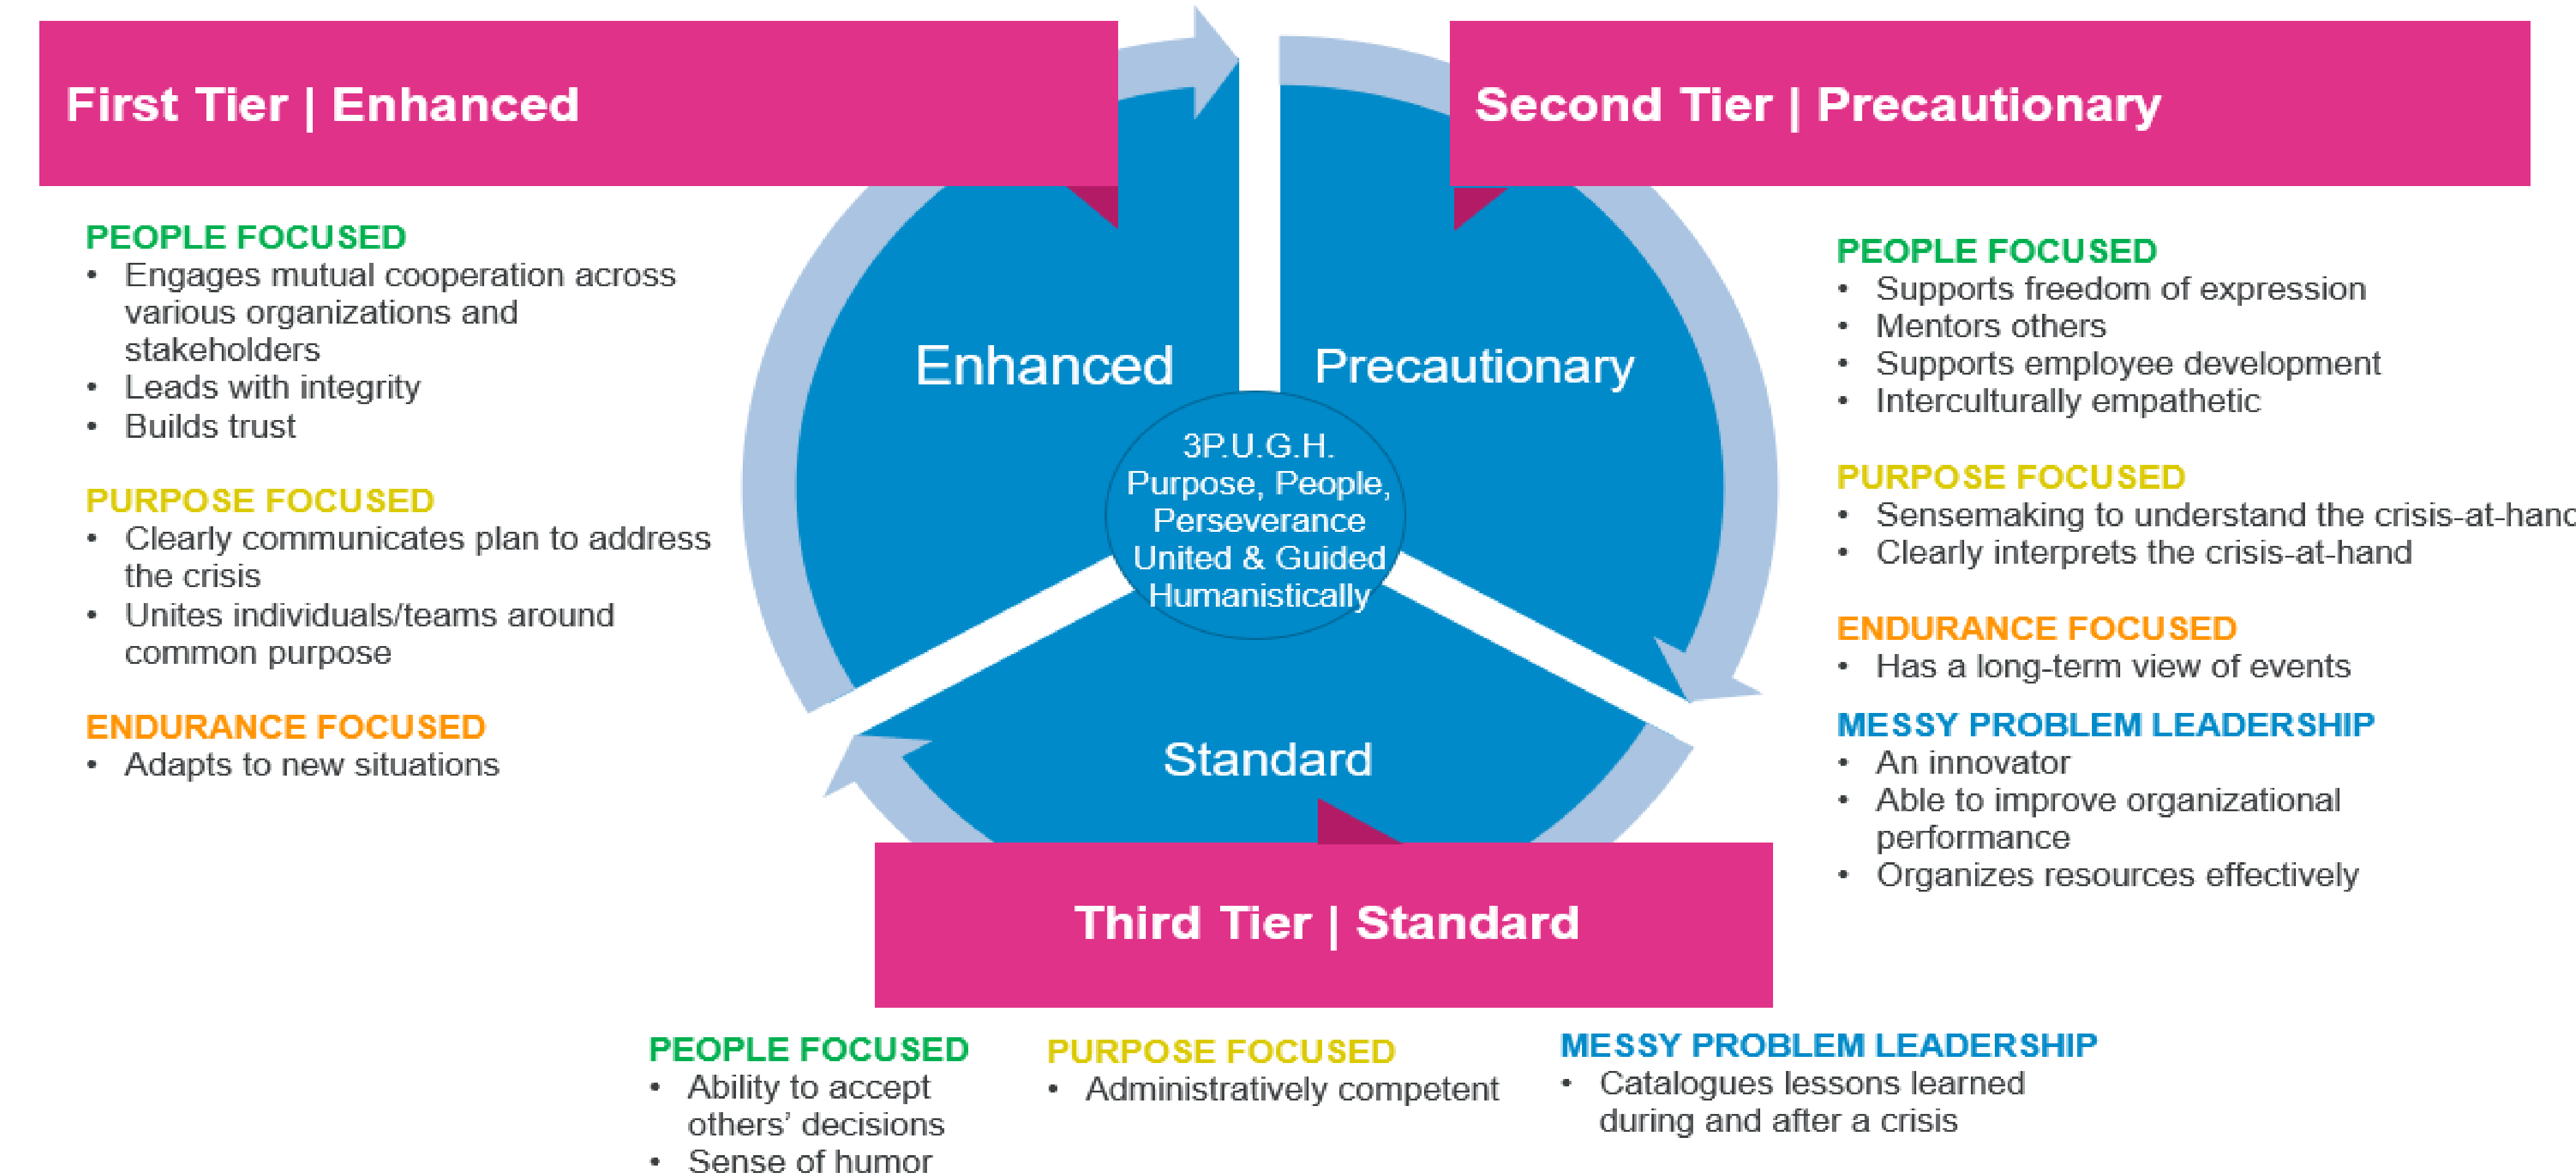 First Tier | Enhanced
PEOPLE FOCUSED
• Engages mutual cooperation across
various organizations and
stakeholders
• Leads with integrity
• Builds trust
PURPOSE FOCUSED
• Clearly communicates plan to address
the crisis
• Unites individuals/teams around
common purpose
ENDURANCE FOCUSED
• Adapts to new situations
Enhanced
Precautionary
3P.U.G.H.
Purpose, People,
Perseverance
United & Guided
Humanistically
Standard
Second Tier | Precautionary
PEOPLE FOCUSED
• Supports freedom of expression
• Mentors others
• Supports employee development
• Interculturally empathetic
PURPOSE FOCUSED
• Sensemaking to understand the crisis-at-hand
• Clearly interprets the crisis-at-hand
ENDURANCE FOCUSED
• Has a long-term view of events
MESSY PROBLEM LEADERSHIP
• An innovator
• Able to improve organizational
performance
• Organizes resources effectively
Third Tier | Standard
PEOPLE FOCUSED
• Ability to accept
others’ decisions
• Sense of humor
PURPOSE FOCUSED
• Administratively competent
MESSY PROBLEM LEADERSHIP
• Catalogues lessons learned
during and after a crisis